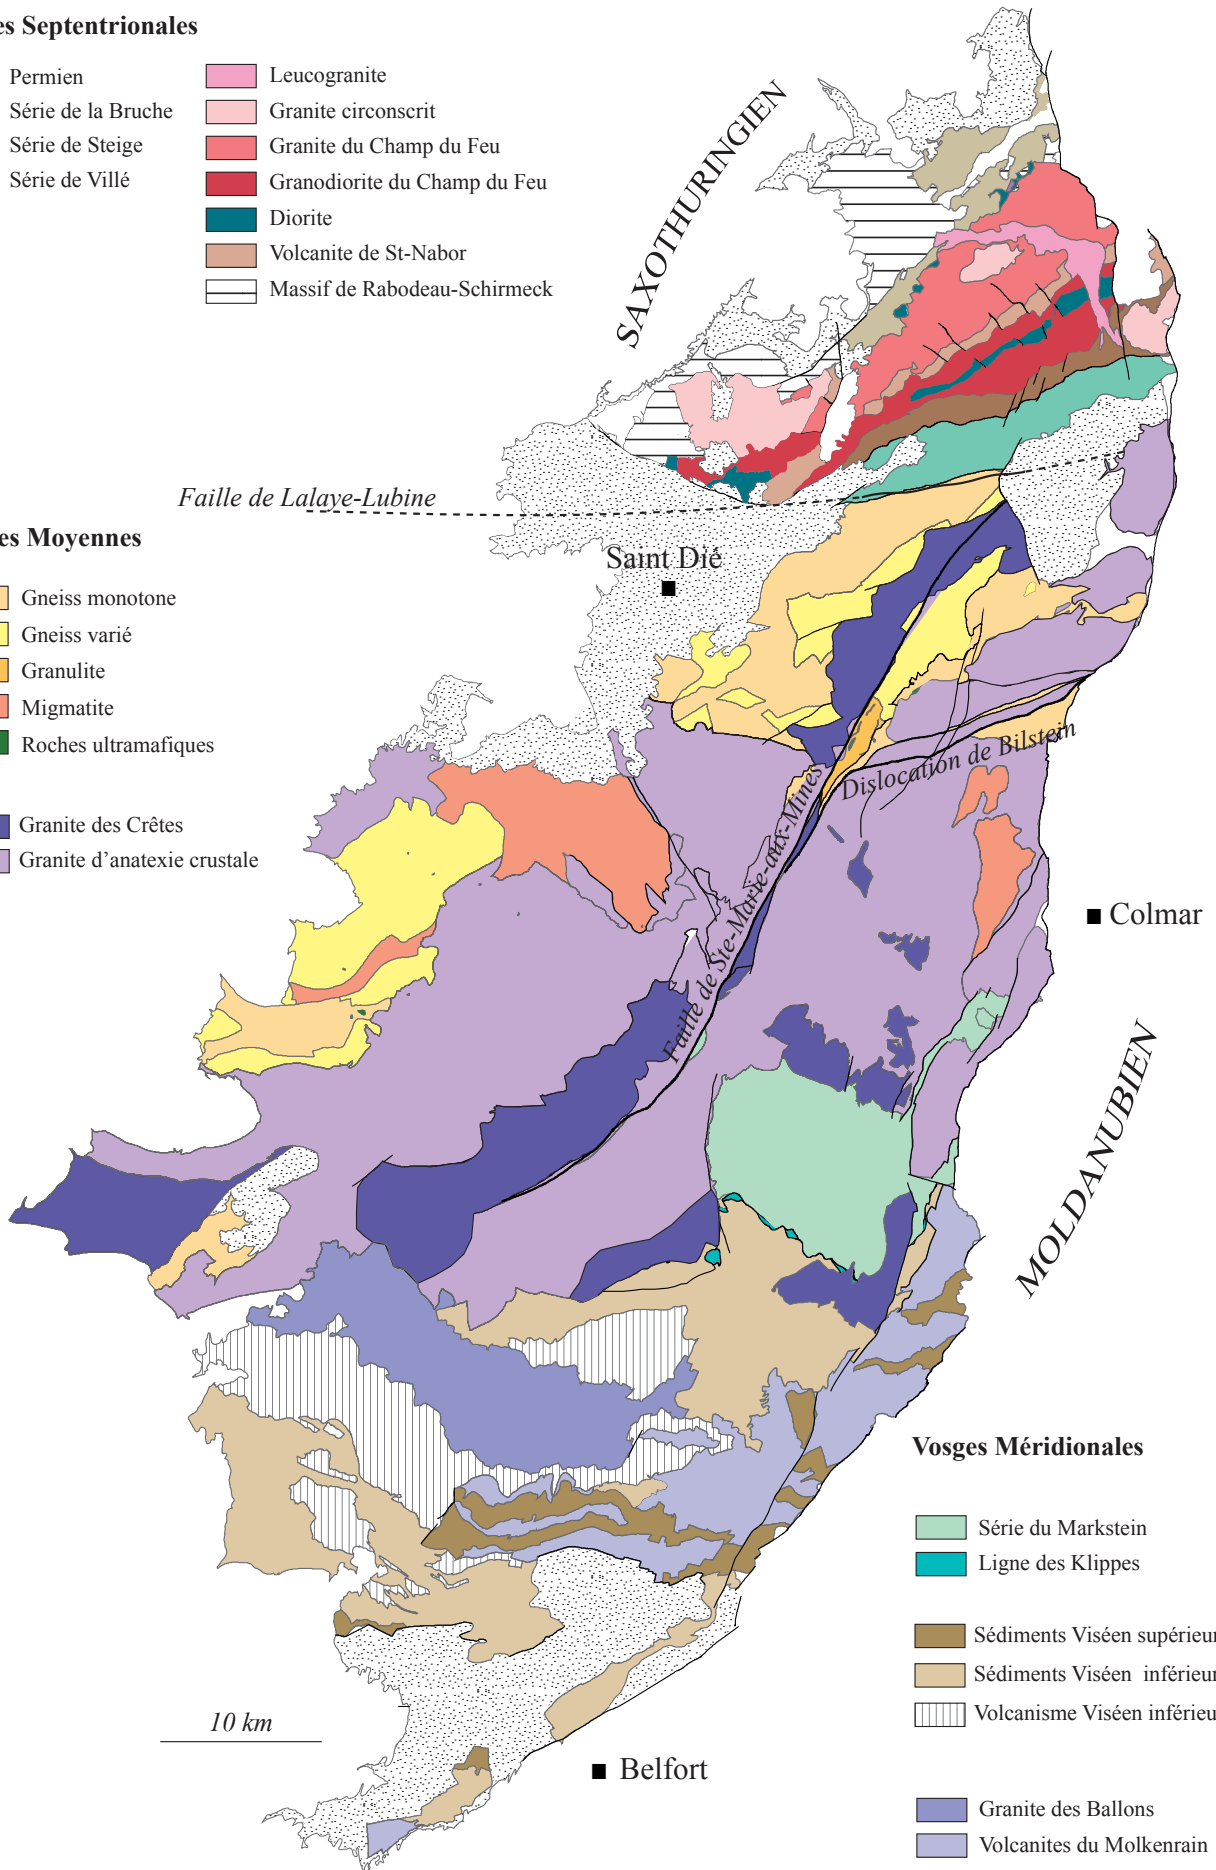 es Septentrionales
Permien
Série de la Bruche
Série de Steige
Série de Villé
Leucogranite
Granite circonscrit
Granite du Champ du Feu
Granodiorite du Champ du Feu
Diorite
Volcanite de St-Nabor
Massif de Rabodeau-Schirmeck
SAXOTHURINGIEN
Faille de Lalaye-Lubine
es Moyennes
Saint Dié
Gneiss monotone
Gneiss varié
Granulite
Migmatite
Roches ultramafiques
Granite des Crêtes
Granite d'anatexie crustale
Dislocation de Bilstein
Faille de Ste-Marie-aux-Mines
Colmar
MOLDANUBIEN
Vosges Méridionales
Série du Markstein
Ligne des Klippes
Sédiments Viséen supérieur
Sédiments Viséen inférieur
Volcanisme Viséen inférieu
10 km
Belfort
Granite des Ballons
Volcanites du Molkenrain